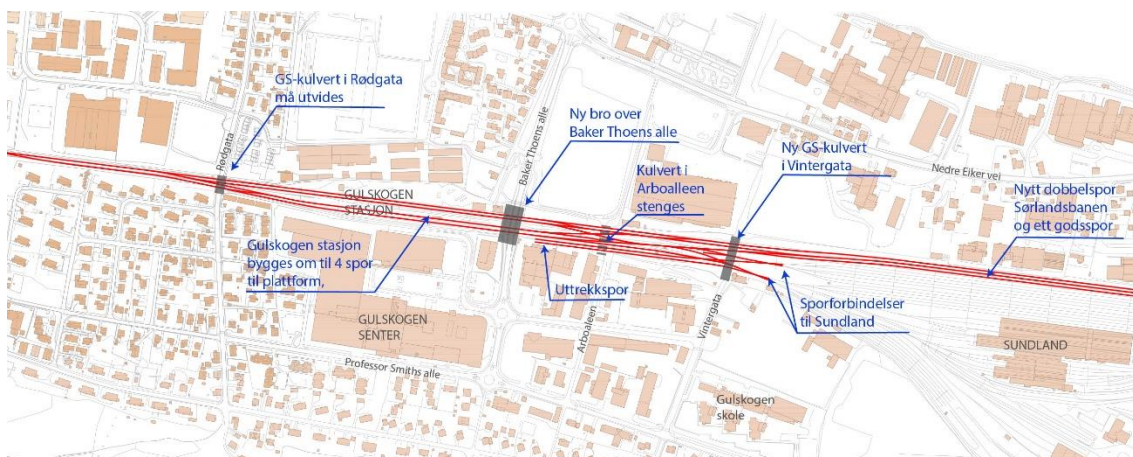 GS-kulvert i Rødgata
må utvides
Rødgata
Baker Thoens alle
Ny bro over
Baker Thoens alle
Ny GS-kulvert
i Vintergata
Nedre Eiker vei
Kulvert i
Arboalleen
stenges
Nytt dobbelspor
Sørlandsbanen
og ett godsspor
GULSKOGEN
STASJON
Gulskogen stasjon
bygges om til 4 spor
til plattform,
Uttrekkspor
Sporforbindelser
til Sundland
GULSKOGEN
SENTER
Arboalleen
Vintergata
SUNDLAND
Professor Smiths alle
Gulskogen
skole